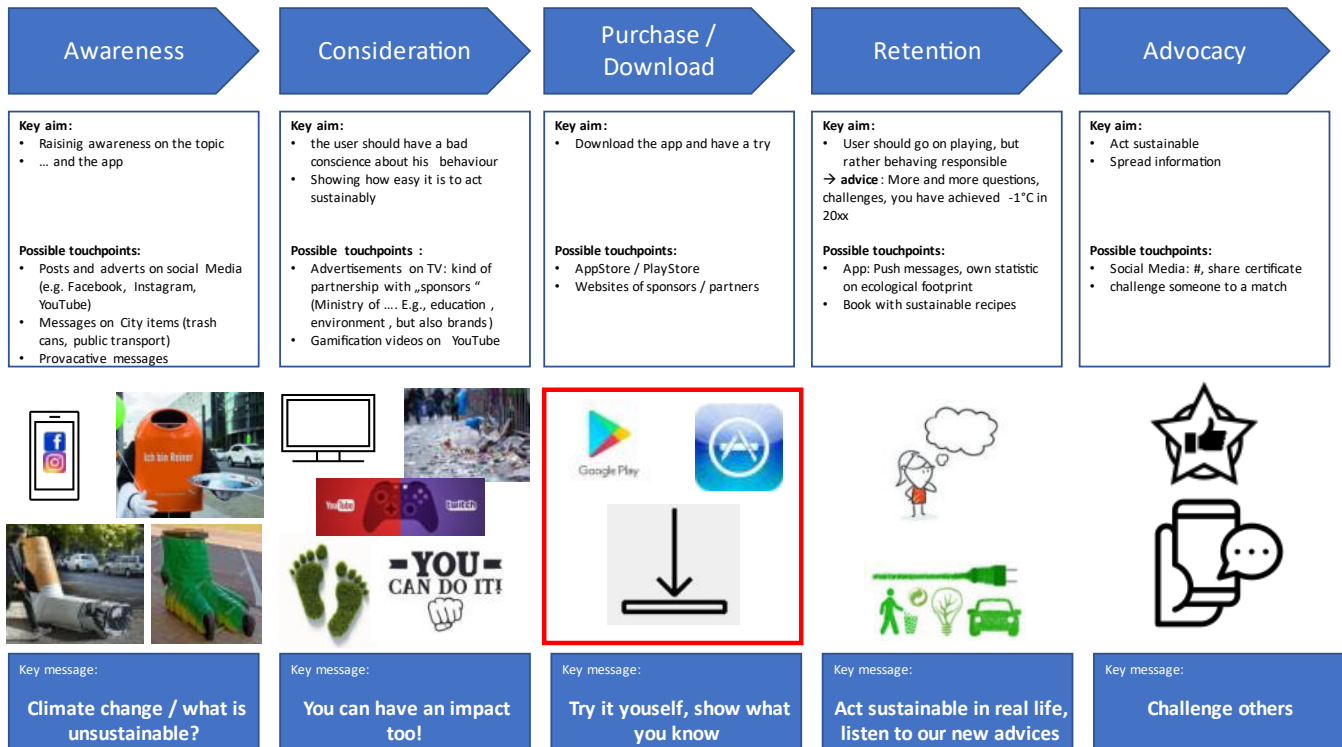 Awareness
Consideration
Purchase /
Download
Retention
Advocacy
Key aim:
• Raisinig awareness on the topic
• … and the app
Possible touchpoints:
• Posts and adverts on social Media
(e.g. Facebook, Instagram,
YouTube)
• Messages on City items (trash
cans, public transport)
• Provacative messages
Key aim:
• the user should have a bad
conscience about his behaviour
• Showing how easy it is to act
sustainably
Possible touchpoints :
• Advertisements on TV: kind of
partnership with „sponsors “
(Ministry of …. E.g., education ,
environment , but also brands )
• Gamification videos on YouTube
Key aim:
• Download the app and have a try
Possible touchpoints:
• AppStore / PlayStore
• Websites of sponsors / partners
Key aim:
• User should go on playing, but
rather behaving responsible
→ advice : More and more questions,
challenges, you have achieved -1°C in
20xx
Possible touchpoints:
• App: Push messages, own statistic
on ecological footprint
• Book with sustainable recipes
Key aim:
• Act sustainable
• Spread information
Possible touchpoints:
• Social Media: #, share certificate
• challenge someone to a match
Ich bin Reiner
YouTube
twitch
YOU
CAN DO IT!
Google Play
Key message:
Climate change / what is
unsustainable?
Key message:
You can have an impact
too!
Key message:
Try it youself, show what
you know
Key message:
Act sustainable in real life,
listen to our new advices
Key message:
Challenge others